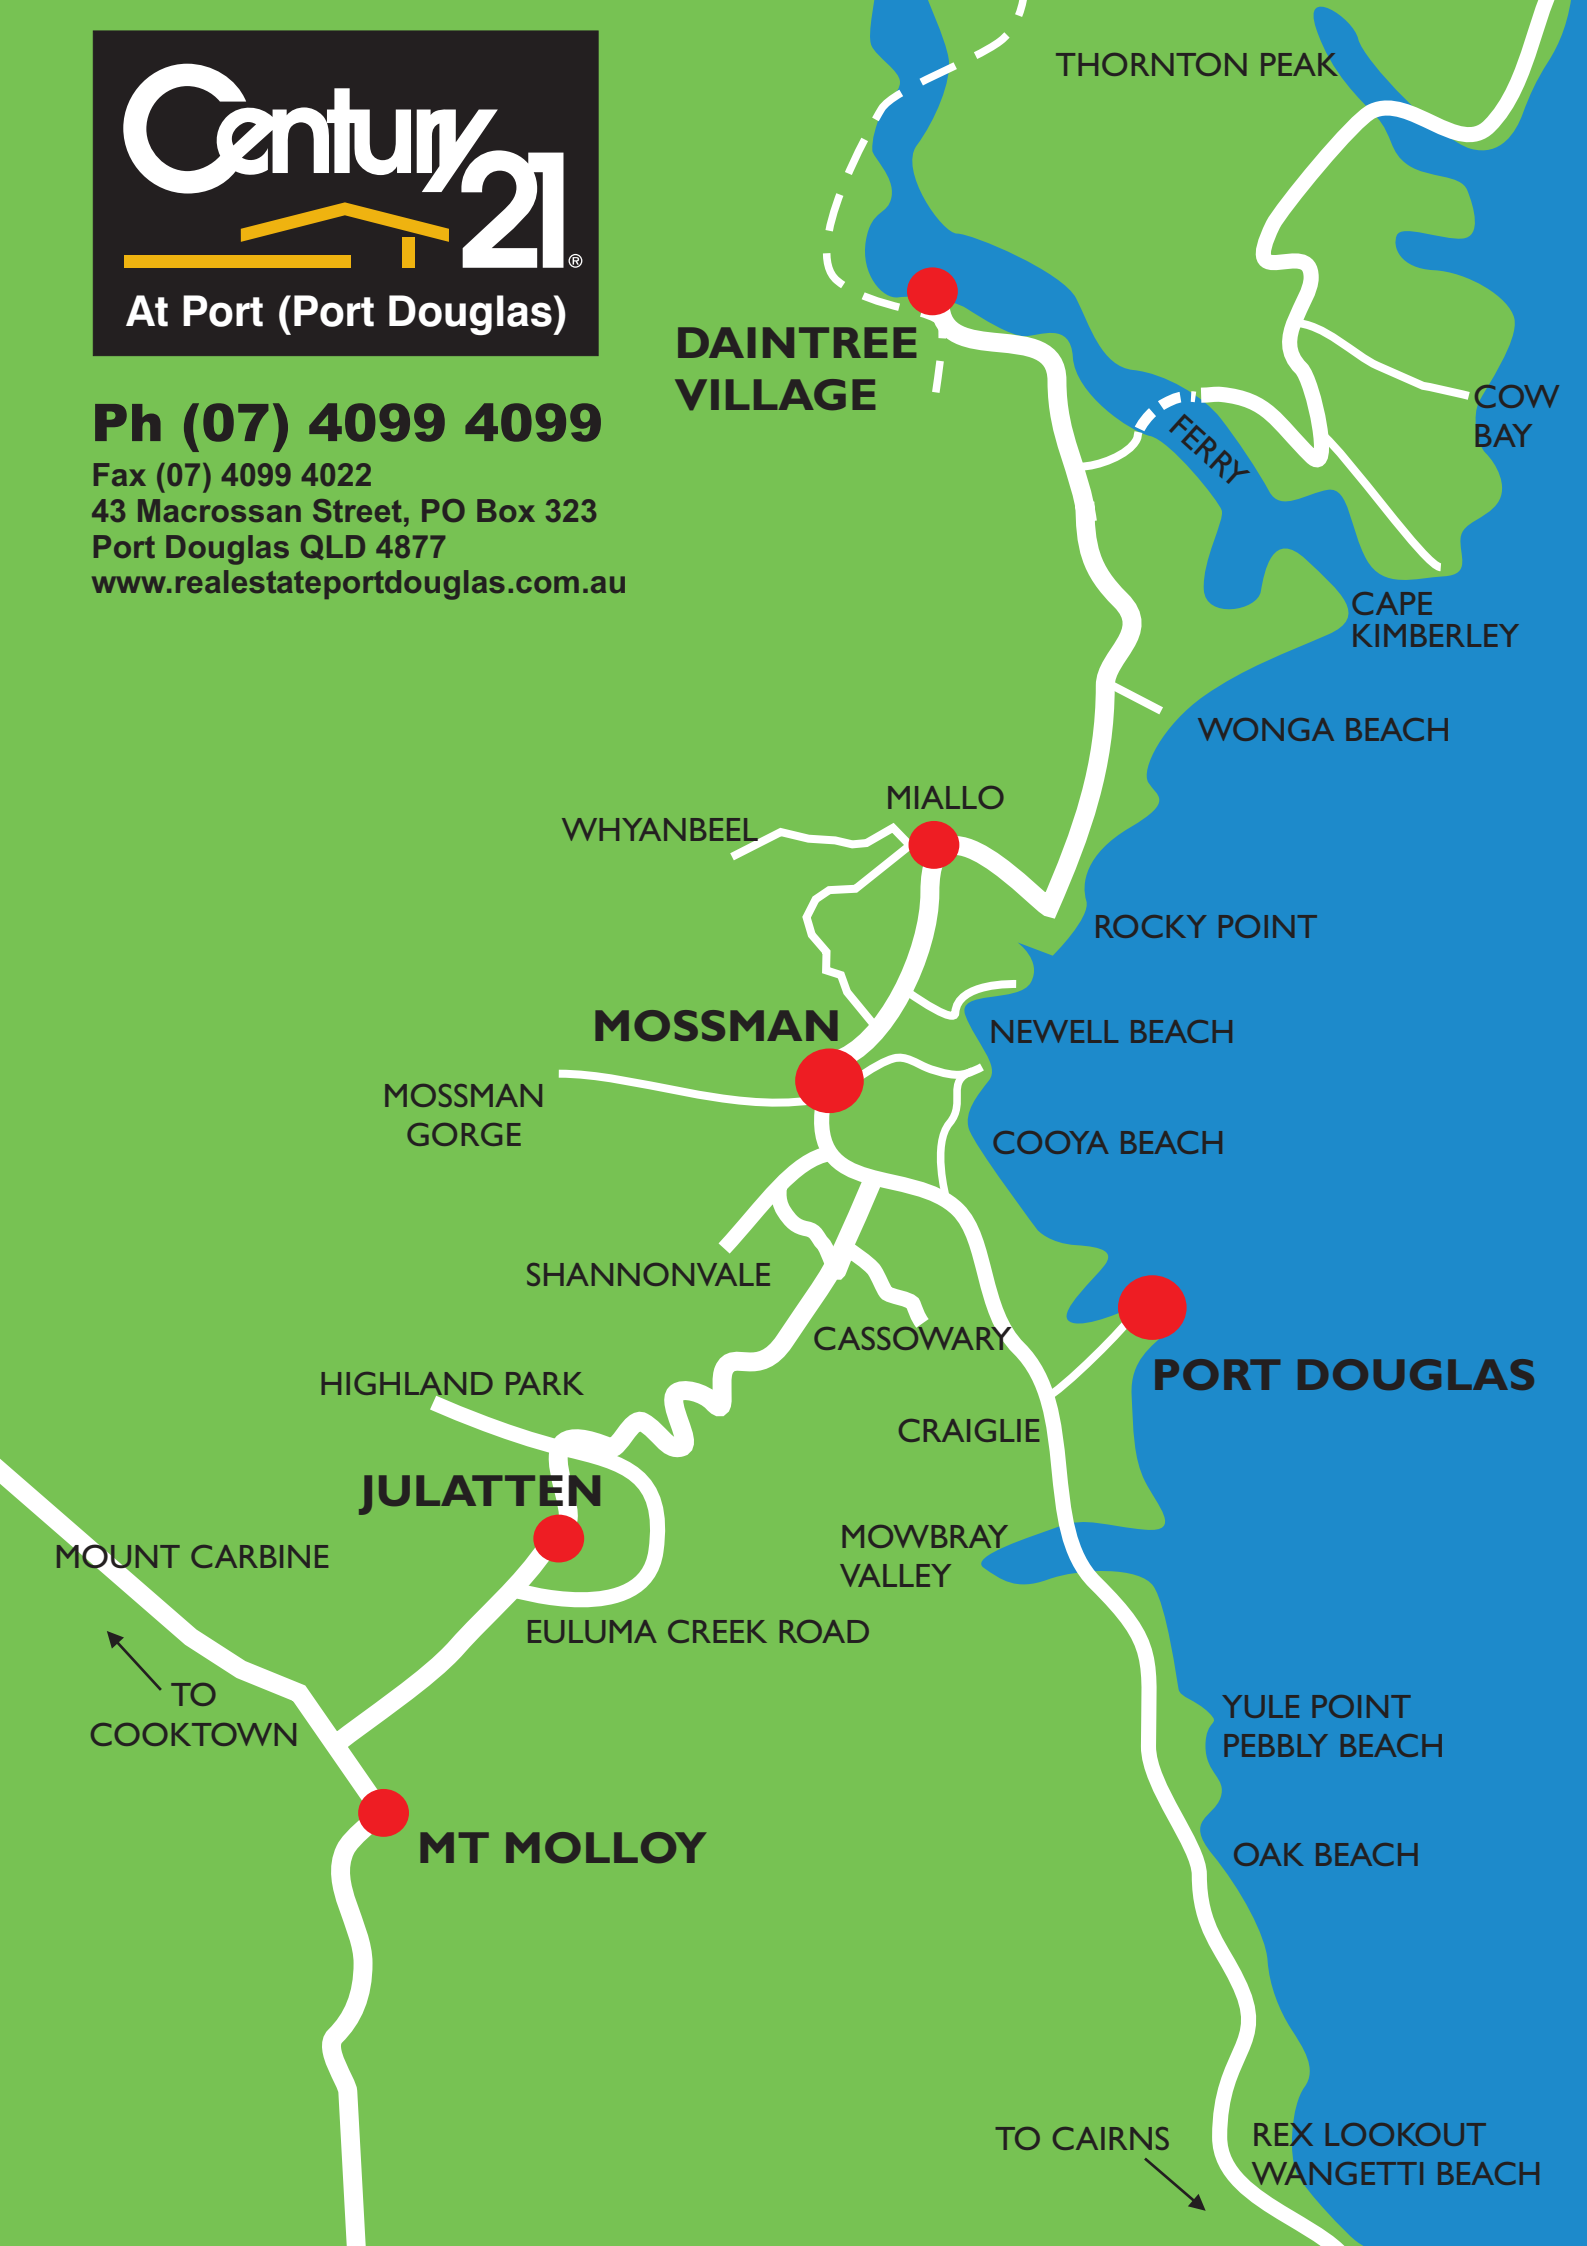 Century 21®
At Port (Port Douglas)
Ph (07) 4099 4099
Fax (07) 4099 4022
43 Macrossan Street, PO Box 323
Port Douglas QLD 4877
www.realestateportdouglas.com.au
THORNTON PEAK
DAINTREE
VILLAGE
COW
BAY
FERRY
CAPE
KIMBERLEY
WONGA BEACH
MIALLO
WHYANBEEL
ROCKY POINT
MOSSMAN
NEWELL BEACH
MOSSMAN
GORGE
COOYA BEACH
SHANNONVALE
CASSOWARY
PORT DOUGLAS
HIGHLAND PARK
CRAIGLIE
JULATTEN
MOWBRAY
VALLEY
MOUNT CARBINE
EULUMA CREEK ROAD
TO
COOKTOWN
YULE POINT
PEBBLY BEACH
MT MOLLOY
OAK BEACH
TO CAIRNS
REX LOOKOUT
WANGETTI BEACH